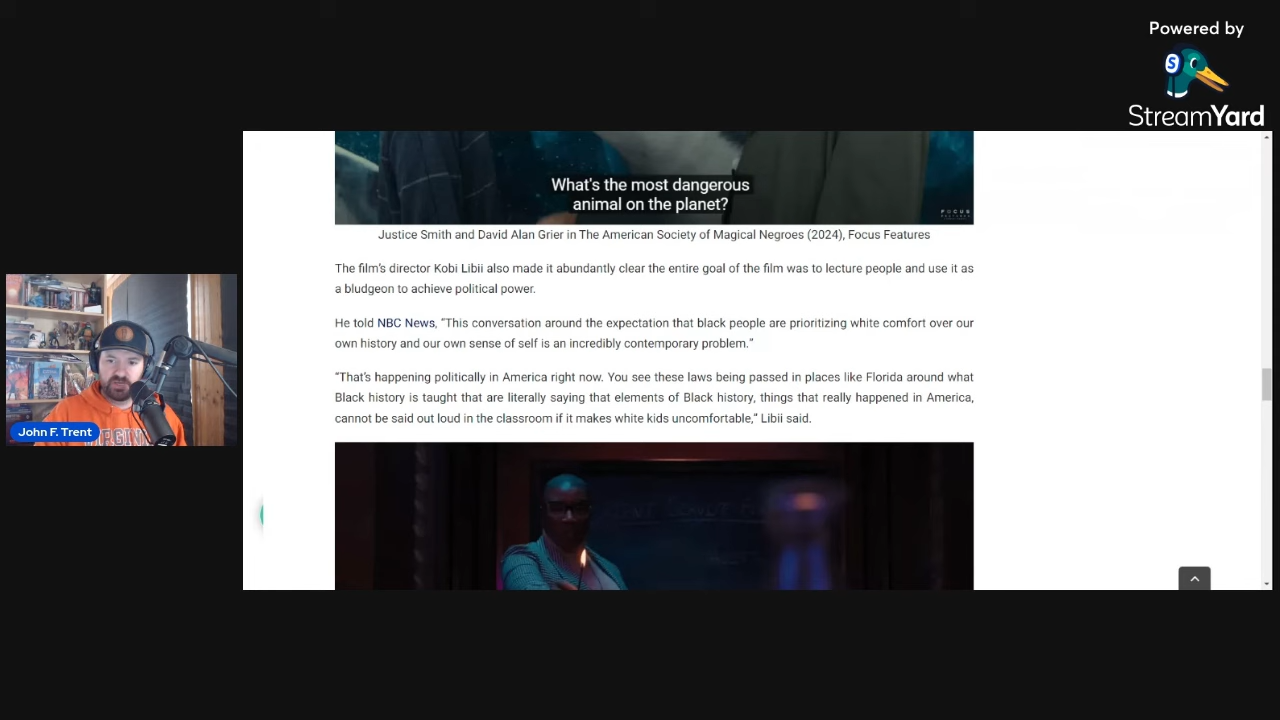 Powered by
S
StreamYard
What's the most dangerous
animal on the planet?
FOCUS
Justice Smith and David Alan Grier in The American Society of Magical Negroes (2024), Focus Features
The film's director Kobi Libii also made it abundantly clear the entire goal of the film was to lecture people and use it as
a bludgeon to achieve political power.
He told NBC News, “This conversation around the expectation that black people are prioritizing white comfort over our
own history and our own sense of self is an incredibly contemporary problem.”
“That’s happening politically in America right now. You see these laws being passed in places like Florida around what
Black history is taught that are literally saying that elements of Black history, things that really happened in America,
cannot be said out loud in the classroom if it makes white kids uncomfortable,“ Libii said.
John F. Trent